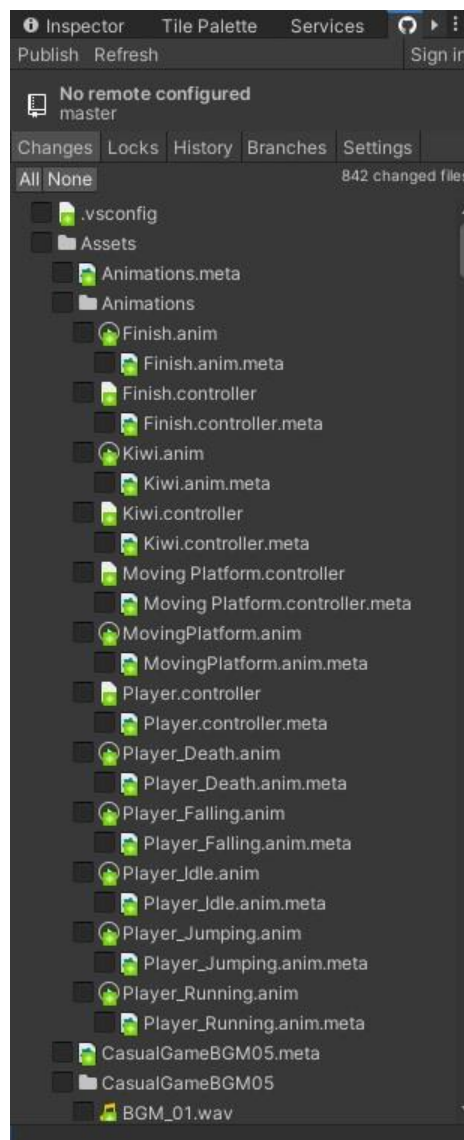 Inspector Tile Palette Services
Publish Refresh Sign in
No remote configured
master
Changes Locks History Branches Settings
All None 842 changed files
.vsconfig
Assets
Animations.meta
Animations
Finish.anim
Finish.anim.meta
Finish.controller
Finish.controller.meta
Kiwi.anim
Kiwi.anim.meta
Kiwi.controller
Kiwi.controller.meta
Moving Platform.controller
Moving Platform.controller.meta
MovingPlatform.anim
MovingPlatform.anim.meta
Player.controller
Player.controller.meta
Player_Death.anim
Player_Death.anim.meta
Player_Falling.anim
Player_Falling.anim.meta
Player_Idle.anim
Player_Idle.anim.meta
Player_Jumping.anim
Player_Jumping.anim.meta
Player_Running.anim
Player_Running.anim.meta
CasualGameBGM05.meta
CasualGameBGM05
BGM_01.wav